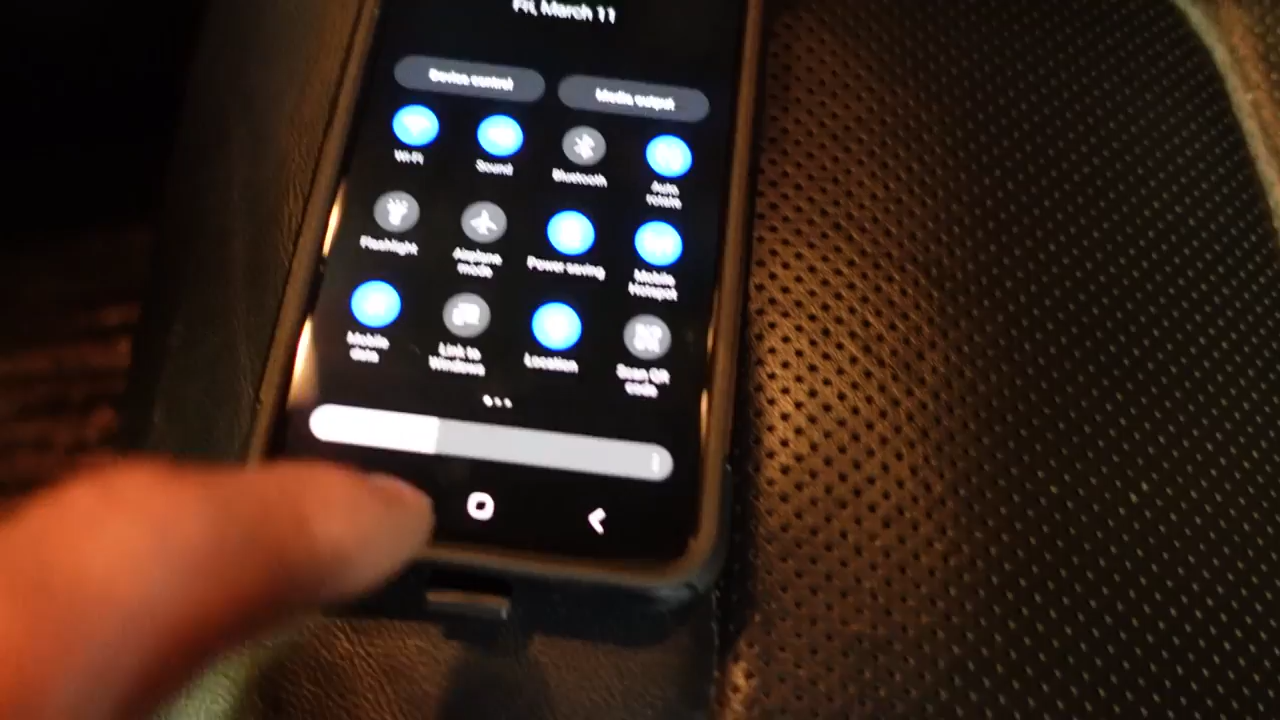 Fri, March 11
Device control
Media output
Wi-Fi
Sound
Bluetooth
Auto
rotate
Flashlight
Airplane
mode
Power saving
Mobile
Hotspot
Mobile
data
Link to
Windows
Location
Scan QR
code